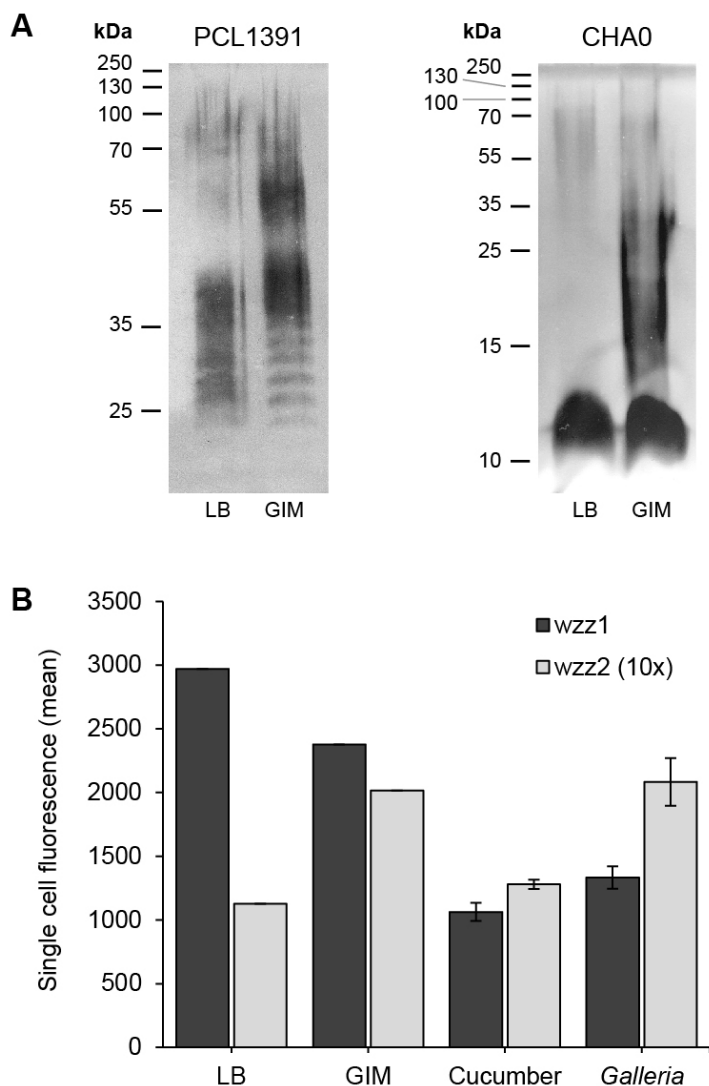 A
kDa
PCL1391
250
130
100
70
55
35
25
LB GIM
kDa
CHA0
250
130
100
70
55
35
25
15
10
LB GIM
B
Single cell fluorescence (mean)
3500
3000
2500
2000
1500
1000
500
0
wzz1
wzz2 (10x)
LB GIM Cucumber Galleria